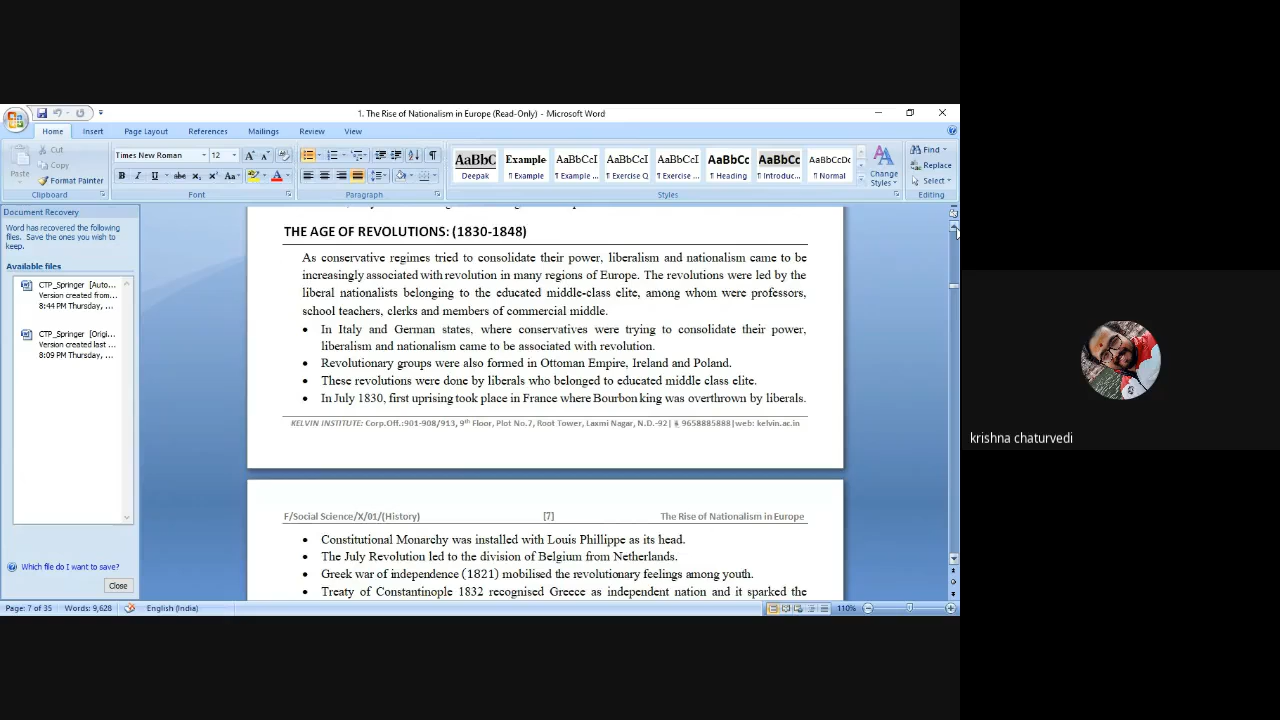 1. The Rise of Nationalism in Europe (Read-Only) - Microsoft Word
Home Insert Page Layout References Mailings Review View
Cut
Copy
Paste
Format Painter
Clipboard
Times New Roman 12
Font
Paragraph
AaBbC Example AaBbCcI AaBbCcI AaBbCcI AaBbCc AaBbCc AaBbCcDc
Deepak ¶ Example ¶ Example ... ¶ Exercise Q ¶ Exercise ... ¶ Heading ¶ Introduc... ¶ Normal
Styles
Change Styles
Find
Replace
Select
Editing
Document Recovery
Word has recovered the following
files. Save the ones you wish to
keep.
Available files
CTP_Springer [Auto...
Version created from...
8:44 PM Thursday, ...
CTP_Springer [Origi...
Version created last ...
8:09 PM Thursday, ...
Which file do I want to save?
Close
THE AGE OF REVOLUTIONS: (1830-1848)
As conservative regimes tried to consolidate their power, liberalism and nationalism came to be
increasingly associated with revolution in many regions of Europe. The revolutions were led by the
liberal nationalists belonging to the educated middle-class elite, among whom were professors,
school teachers, clerks and members of commercial middle.
• In Italy and German states, where conservatives were trying to consolidate their power,
liberalism and nationalism came to be associated with revolution.
• Revolutionary groups were also formed in Ottoman Empire, Ireland and Poland.
• These revolutions were done by liberals who belonged to educated middle class elite.
• In July 1830, first uprising took place in France where Bourbon king was overthrown by liberals.
KELVIN INSTITUTE: Corp.Off.:901-908/913, 9th Floor, Plot No.7, Root Tower, Laxmi Nagar, N.D.-92| 9658885888|web: kelvin.ac.in
F/Social Science/X/01/(History) [7] The Rise of Nationalism in Europe
• Constitutional Monarchy was installed with Louis Phillippe as its head.
• The July Revolution led to the division of Belgium from Netherlands.
• Greek war of independence (1821) mobilised the revolutionary feelings among youth.
• Treaty of Constantinople 1832 recognised Greece as independent nation and it sparked the
Page: 7 of 35 Words: 9,628 English (India) 110%
krishna chaturvedi